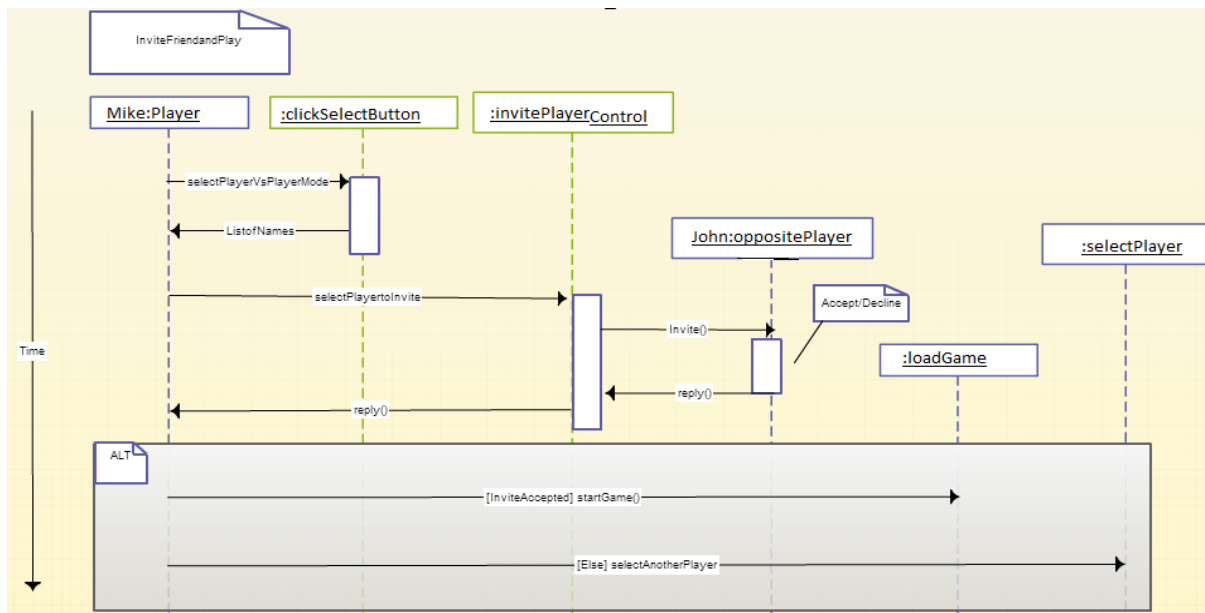 InviteFriendandPlay
Mike:Player
:clickSelectButton
:invitePlayerControl
selectPlayerVsPlayerMode
ListofNames
John:oppositePlayer
:selectPlayer
selectPlayertoInvite
Accept/Decline
Invite()
Time
:loadGame
reply()
reply()
ALT
[InviteAccepted] startGame()
[Else] selectAnotherPlayer